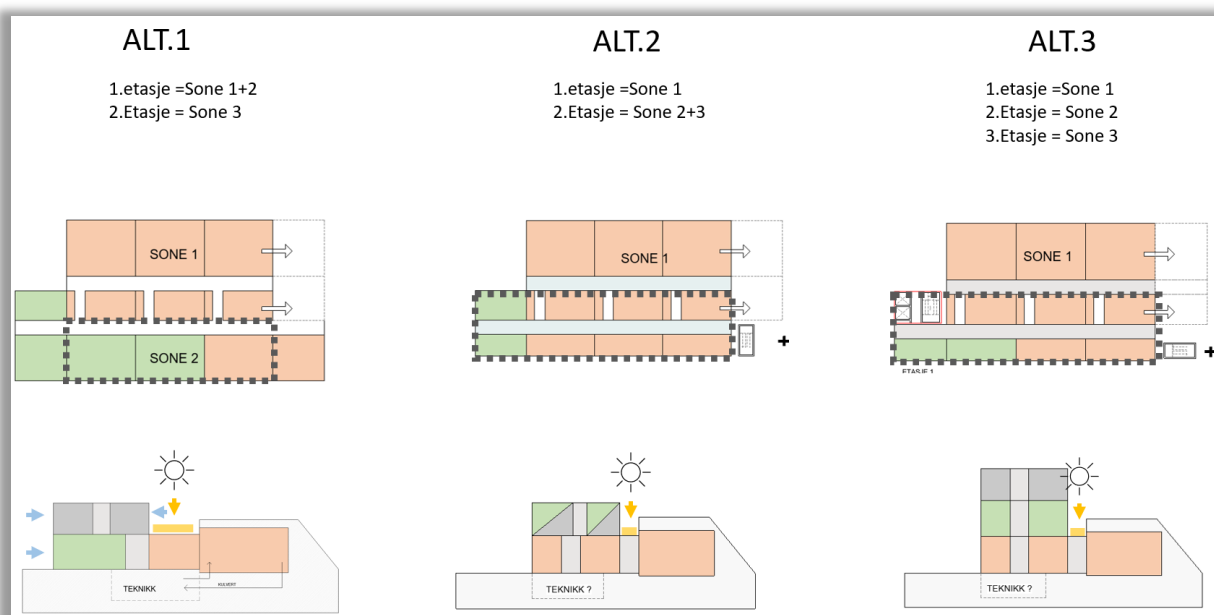 ALT.1
1.etasje =Sone 1+2
2.Etasje = Sone 3
SONE 1
SONE 2
TEKNIKK
KULVERT
ALT.2
1.etasje =Sone 1
2.Etasje = Sone 2+3
SONE 1
+
TEKNIKK ?
ALT.3
1.etasje =Sone 1
2.Etasje = Sone 2
3.Etasje = Sone 3
SONE 1
+
ETASJE 1
TEKNIKK ?